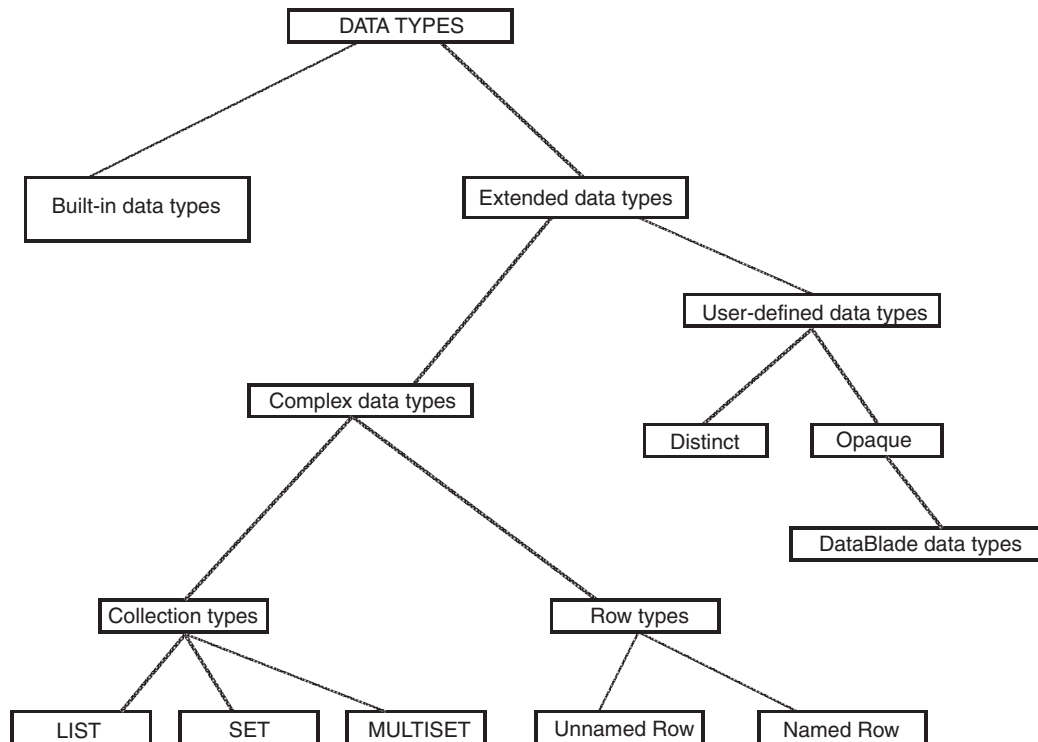 DATA TYPES
Built-in data types
Extended data types
User-defined data types
Complex data types
Distinct
Opaque
DataBlade data types
Collection types
Row types
LIST
SET
MULTISET
Unnamed Row
Named Row